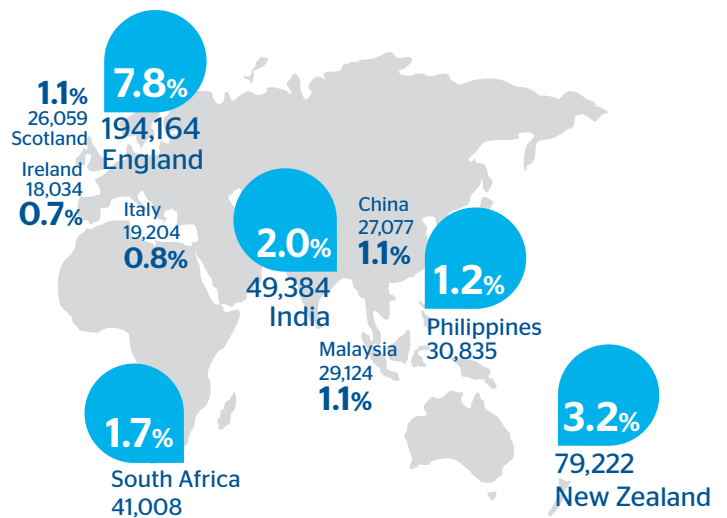 7.8%
194,164
England
1.1%
26,059
Scotland
Ireland
18,034
0.7%
Italy
19,204
0.8%
2.0%
49,384
India
China
27,077
1.1%
1.2%
Philippines
30,835
Malaysia
29,124
1.1%
1.7%
South Africa
41,008
3.2%
79,222
New Zealand